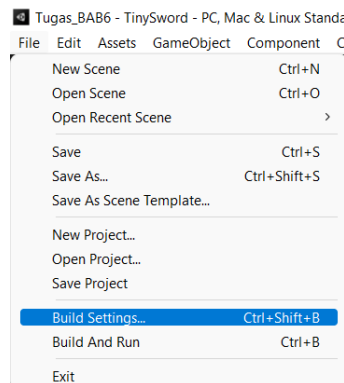 Tugas_BAB6 - TinySword - PC, Mac & Linux Standa
File Edit Assets GameObject Component
New Scene Ctrl+N
Open Scene Ctrl+O
Open Recent Scene >
Save Ctrl+S
Save As... Ctrl+Shift+S
Save As Scene Template...
New Project...
Open Project...
Save Project
Build Settings... Ctrl+Shift+B
Build And Run Ctrl+B
Exit